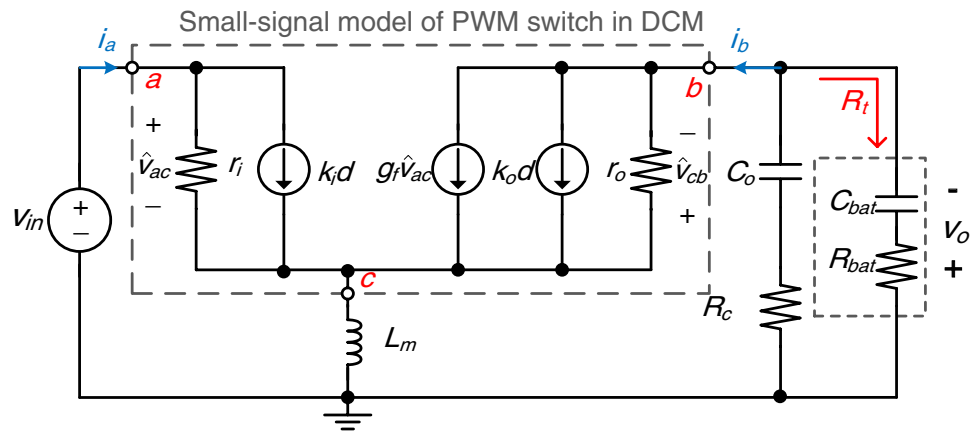 Small-signal model of PWM switch in DCM
i_a
a
b
i_b
R_t
+
v̂_ac
−
r_i
k_i d
g_f v̂_ac
k_o d
r_o
−
v̂_cb
+
C_o
C_bat
-
v_o
+
R_bat
v_in
+
−
c
R_c
L_m